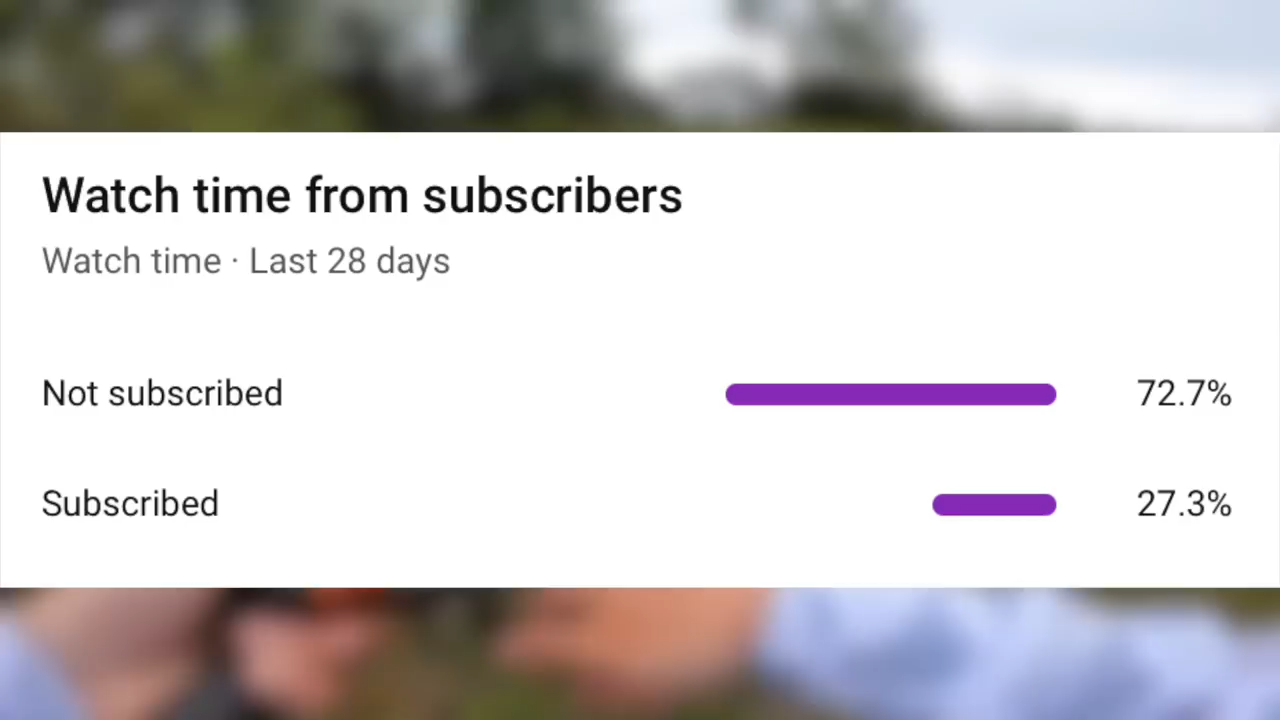 Watch time from subscribers
Watch time · Last 28 days
Not subscribed 72.7%
Subscribed 27.3%